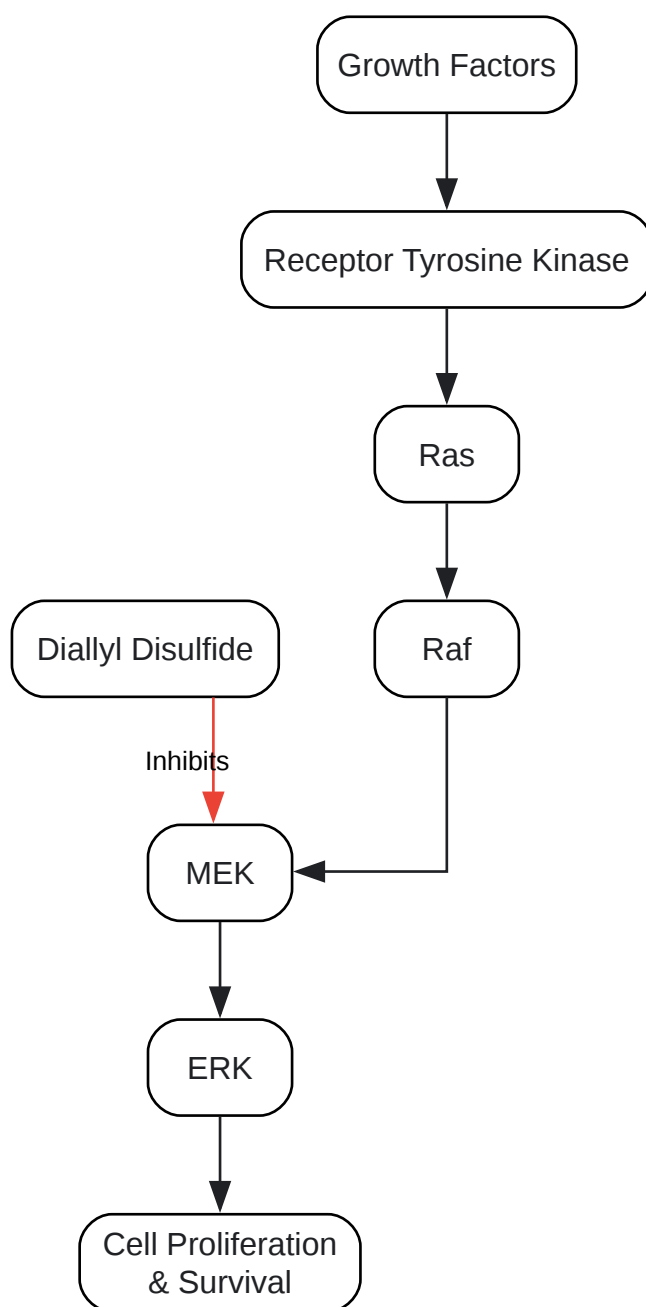 Growth Factors
Receptor Tyrosine Kinase
Ras
Diallyl Disulfide
Raf
Inhibits
MEK
ERK
Cell Proliferation
& Survival